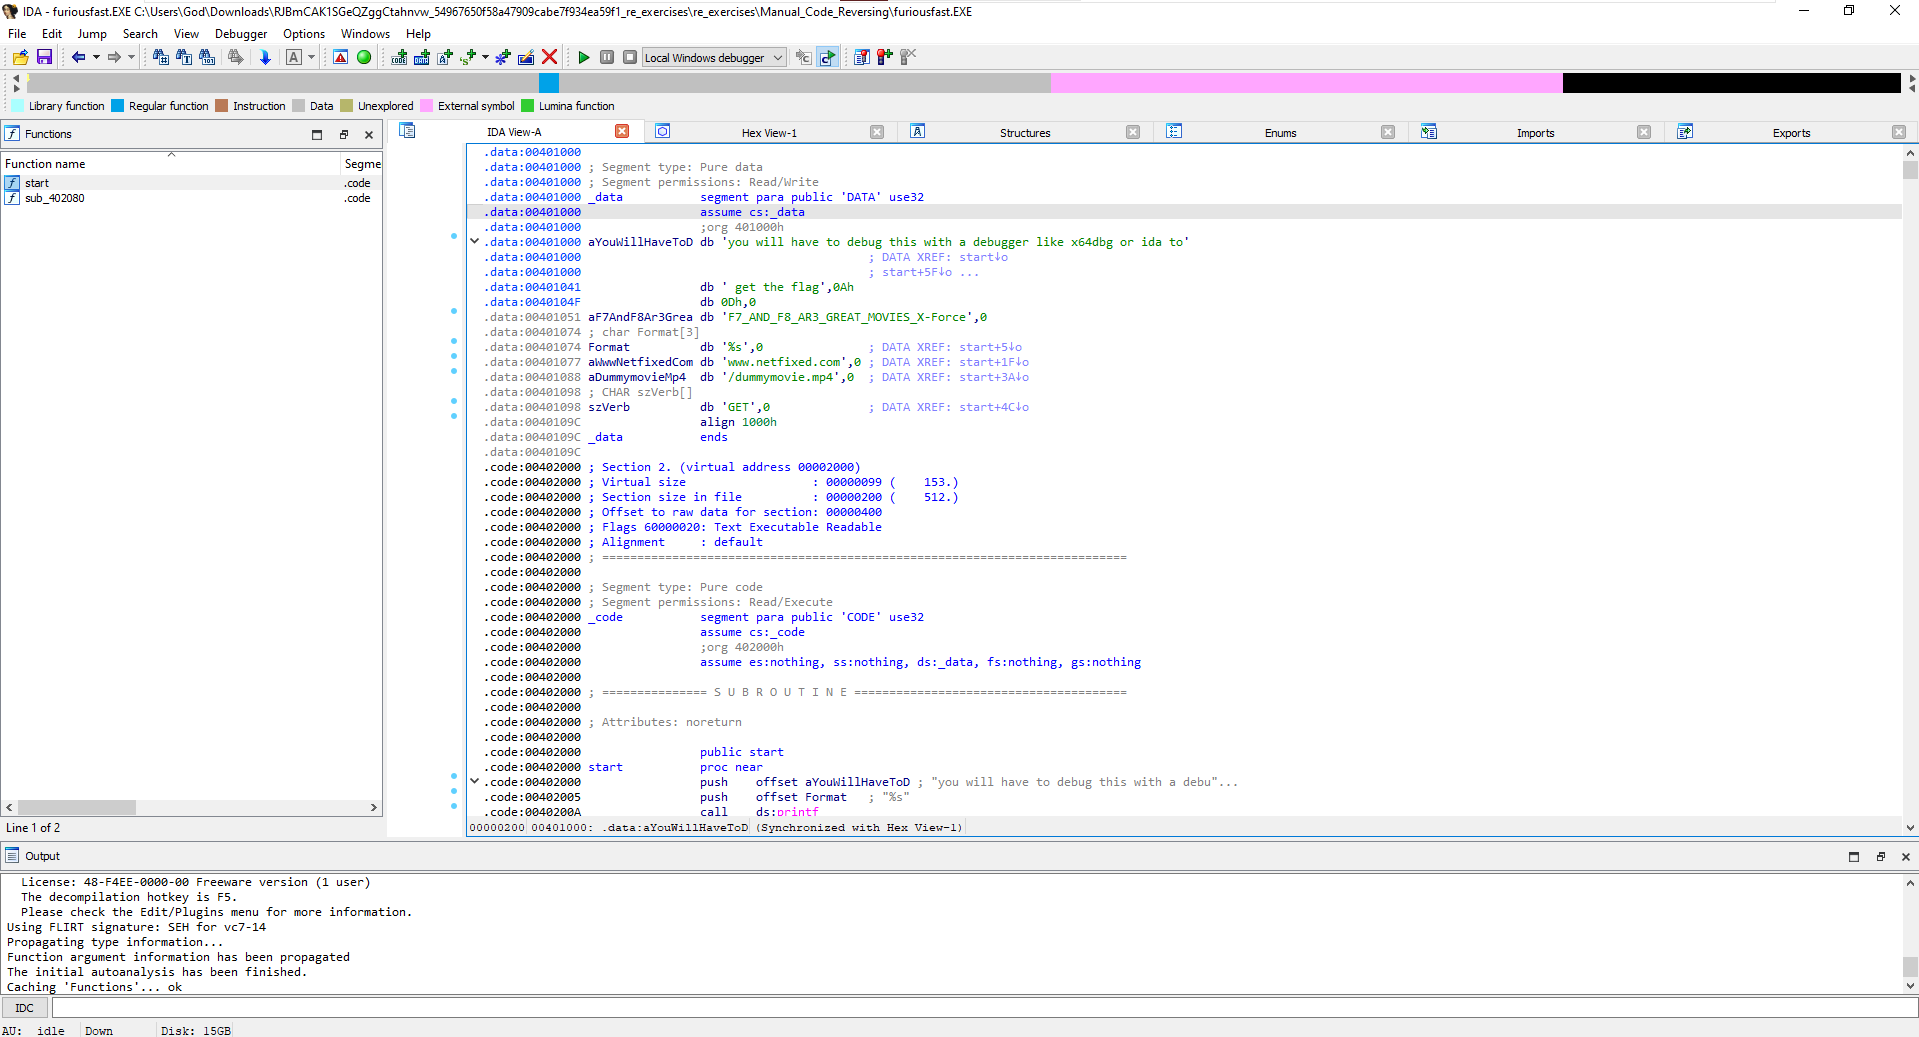 IDA - furiousfast.EXE C:\Users\God\Downloads\RJBmCAK1SGeQZggCtahnvw_54967650f58a47909cabe7f934ea59f1_re_exercises\re_exercises\Manual_Code_Reversing\furiousfast.EXE
File Edit Jump Search View Debugger Options Windows Help
Local Windows debugger
Library function Regular function Instruction Data Unexplored External symbol Lumina function
Functions
IDA View-A Hex View-1 Structures Enums Imports Exports
Function name Segme
start .code
sub_402080 .code
Line 1 of 2
.data:00401000
.data:00401000 ; Segment type: Pure data
.data:00401000 ; Segment permissions: Read/Write
.data:00401000 _data segment para public 'DATA' use32
.data:00401000 assume cs:_data
.data:00401000 ;org 401000h
.data:00401000 aYouWillHaveToD db 'you will have to debug this with a debugger like x64dbg or ida to'
.data:00401000 ; DATA XREF: start↓o
.data:00401000 ; start+5F↓o ...
.data:00401041 db ' get the flag',0Ah
.data:0040104F db 0Dh,0
.data:00401051 aF7AndF8Ar3Grea db 'F7_AND_F8_AR3_GREAT_MOVIES_X-Force',0
.data:00401074 ; char Format[3]
.data:00401074 Format db '%s',0 ; DATA XREF: start+5↓o
.data:00401077 aWwwNetfixedCom db 'www.netfixed.com',0 ; DATA XREF: start+1F↓o
.data:00401088 aDummymovieMp4 db '/dummymovie.mp4',0 ; DATA XREF: start+3A↓o
.data:00401098 ; CHAR szVerb[]
.data:00401098 szVerb db 'GET',0 ; DATA XREF: start+4C↓o
.data:0040109C align 1000h
.data:0040109C _data ends
.data:0040109C
.code:00402000 ; Section 2. (virtual address 00002000)
.code:00402000 ; Virtual size : 00000099 ( 153.)
.code:00402000 ; Section size in file : 00000200 ( 512.)
.code:00402000 ; Offset to raw data for section: 00000400
.code:00402000 ; Flags 60000020: Text Executable Readable
.code:00402000 ; Alignment : default
.code:00402000 ; ===========================================================================
.code:00402000
.code:00402000 ; Segment type: Pure code
.code:00402000 ; Segment permissions: Read/Execute
.code:00402000 _code segment para public 'CODE' use32
.code:00402000 assume cs:_code
.code:00402000 ;org 402000h
.code:00402000 assume es:nothing, ss:nothing, ds:_data, fs:nothing, gs:nothing
.code:00402000
.code:00402000 ; =============== S U B R O U T I N E =======================================
.code:00402000
.code:00402000 ; Attributes: noreturn
.code:00402000
.code:00402000 public start
.code:00402000 start proc near
.code:00402000 push offset aYouWillHaveToD ; "you will have to debug this with a debu"...
.code:00402005 push offset Format ; "%s"
.code:0040200A call ds:printf
00000200 00401000: .data:aYouWillHaveToD (Synchronized with Hex View-1)
Output
License: 48-F4EE-0000-00 Freeware version (1 user)
The decompilation hotkey is F5.
Please check the Edit/Plugins menu for more information.
Using FLIRT signature: SEH for vc7-14
Propagating type information...
Function argument information has been propagated
The initial autoanalysis has been finished.
Caching 'Functions'... ok
IDC
AU: idle Down Disk: 15GB